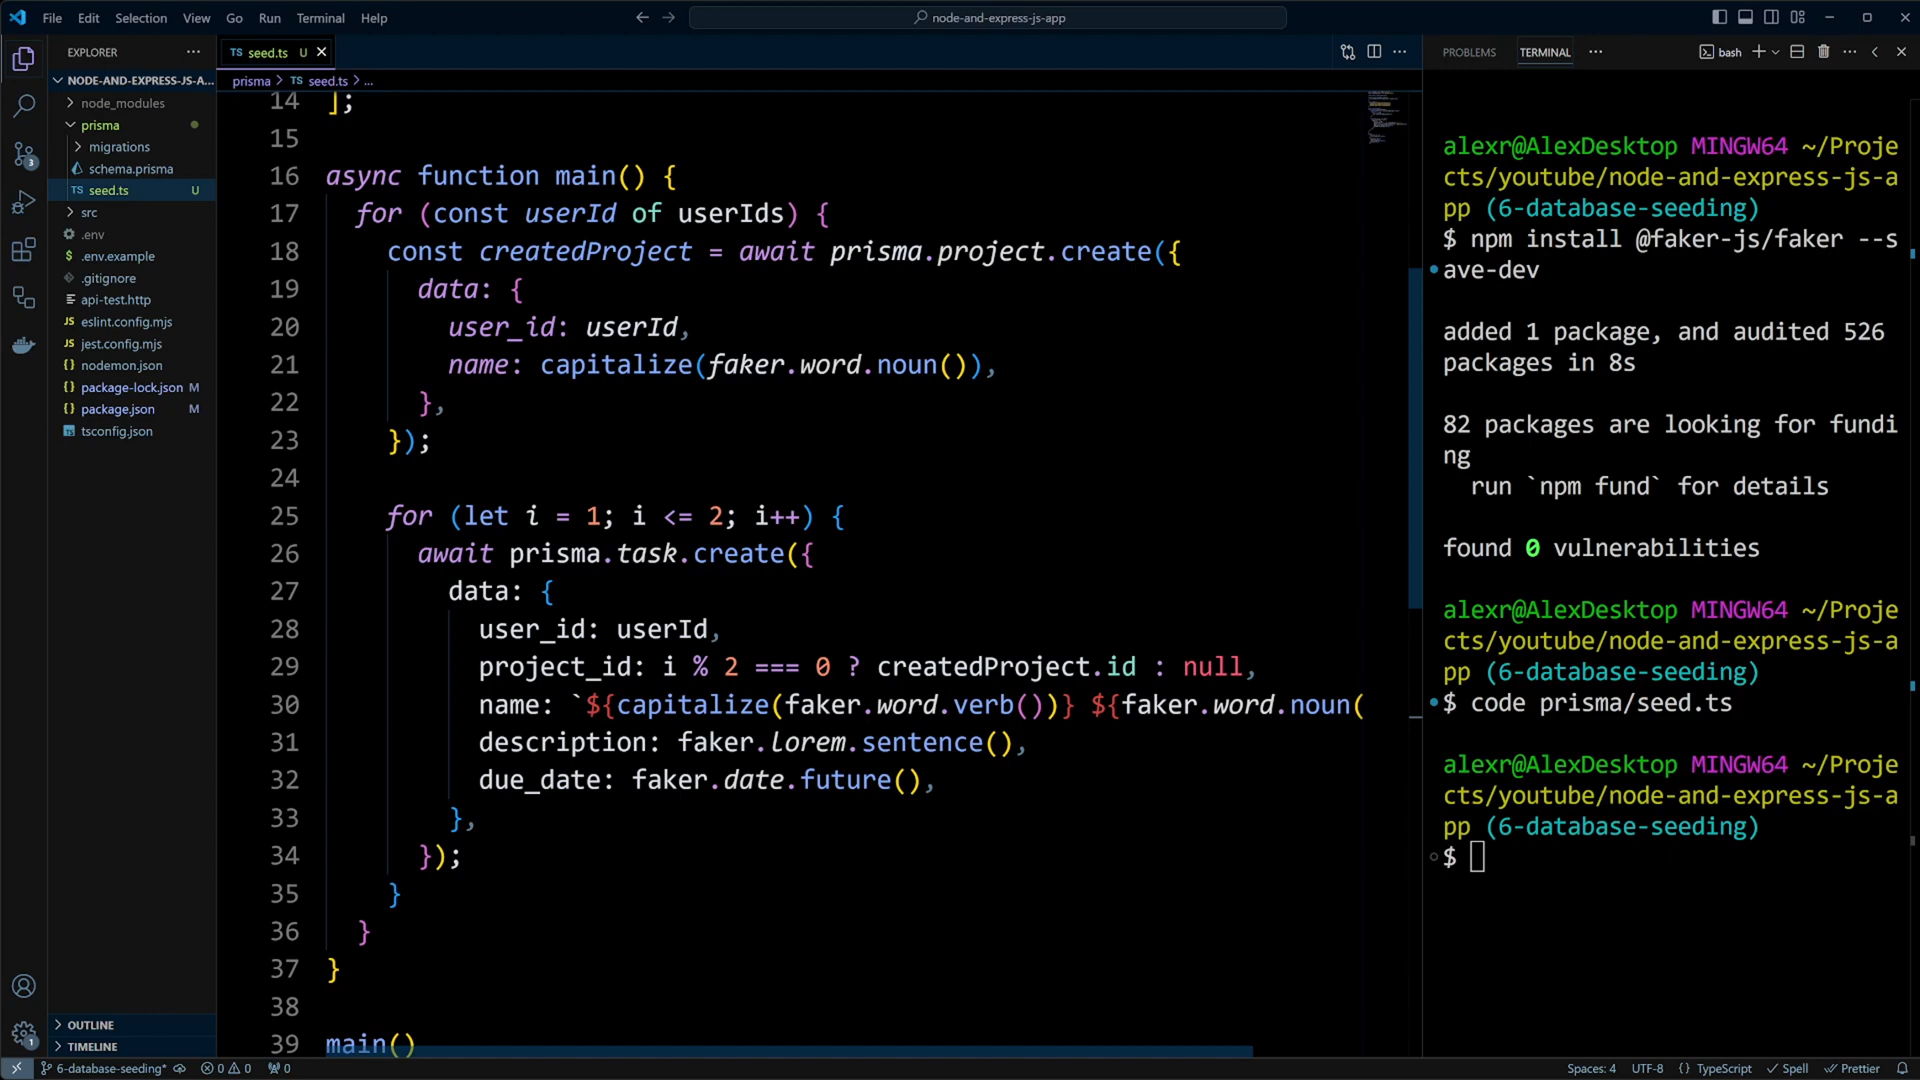 File Edit Selection View Go Run Terminal Help
node-and-express-js-app
EXPLORER
NODE-AND-EXPRESS-JS-A...
node_modules
prisma
migrations
schema.prisma
TS seed.ts U
src
.env
$ .env.example
.gitignore
api-test.http
JS eslint.config.mjs
JS jest.config.mjs
{} nodemon.json
{} package-lock.json M
{} package.json M
tsconfig.json
OUTLINE
TIMELINE
3
1
TS seed.ts U
prisma > TS seed.ts > ...
14 ];
15
16 async function main() {
17 for (const userId of userIds) {
18 const createdProject = await prisma.project.create({
19 data: {
20 user_id: userId,
21 name: capitalize(faker.word.noun()),
22 },
23 });
24
25 for (let i = 1; i <= 2; i++) {
26 await prisma.task.create({
27 data: {
28 user_id: userId,
29 project_id: i % 2 === 0 ? createdProject.id : null,
30 name: `${capitalize(faker.word.verb())} ${faker.word.noun(
31 description: faker.lorem.sentence(),
32 due_date: faker.date.future(),
33 },
34 });
35 }
36 }
37 }
38
39 main()
PROBLEMS TERMINAL
bash
alexr@AlexDesktop MINGW64 ~/Proje
cts/youtube/node-and-express-js-a
pp (6-database-seeding)
$ npm install @faker-js/faker --s
ave-dev
added 1 package, and audited 526
packages in 8s
82 packages are looking for fundi
ng
run `npm fund` for details
found 0 vulnerabilities
alexr@AlexDesktop MINGW64 ~/Proje
cts/youtube/node-and-express-js-a
pp (6-database-seeding)
$ code prisma/seed.ts
alexr@AlexDesktop MINGW64 ~/Proje
cts/youtube/node-and-express-js-a
pp (6-database-seeding)
$
6-database-seeding* 0 0 0
Spaces: 4 UTF-8 {} TypeScript Spell Prettier